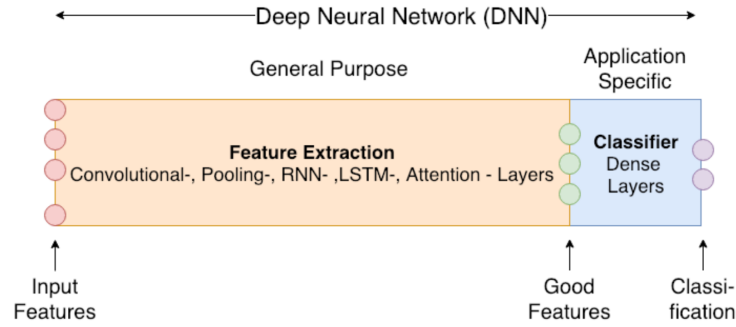 Deep Neural Network (DNN)
General Purpose
Application
Specific
Feature Extraction
Convolutional-, Pooling-, RNN- ,LSTM-, Attention - Layers
Classifier
Dense
Layers
Input
Features
Good
Features
Classi-
fication